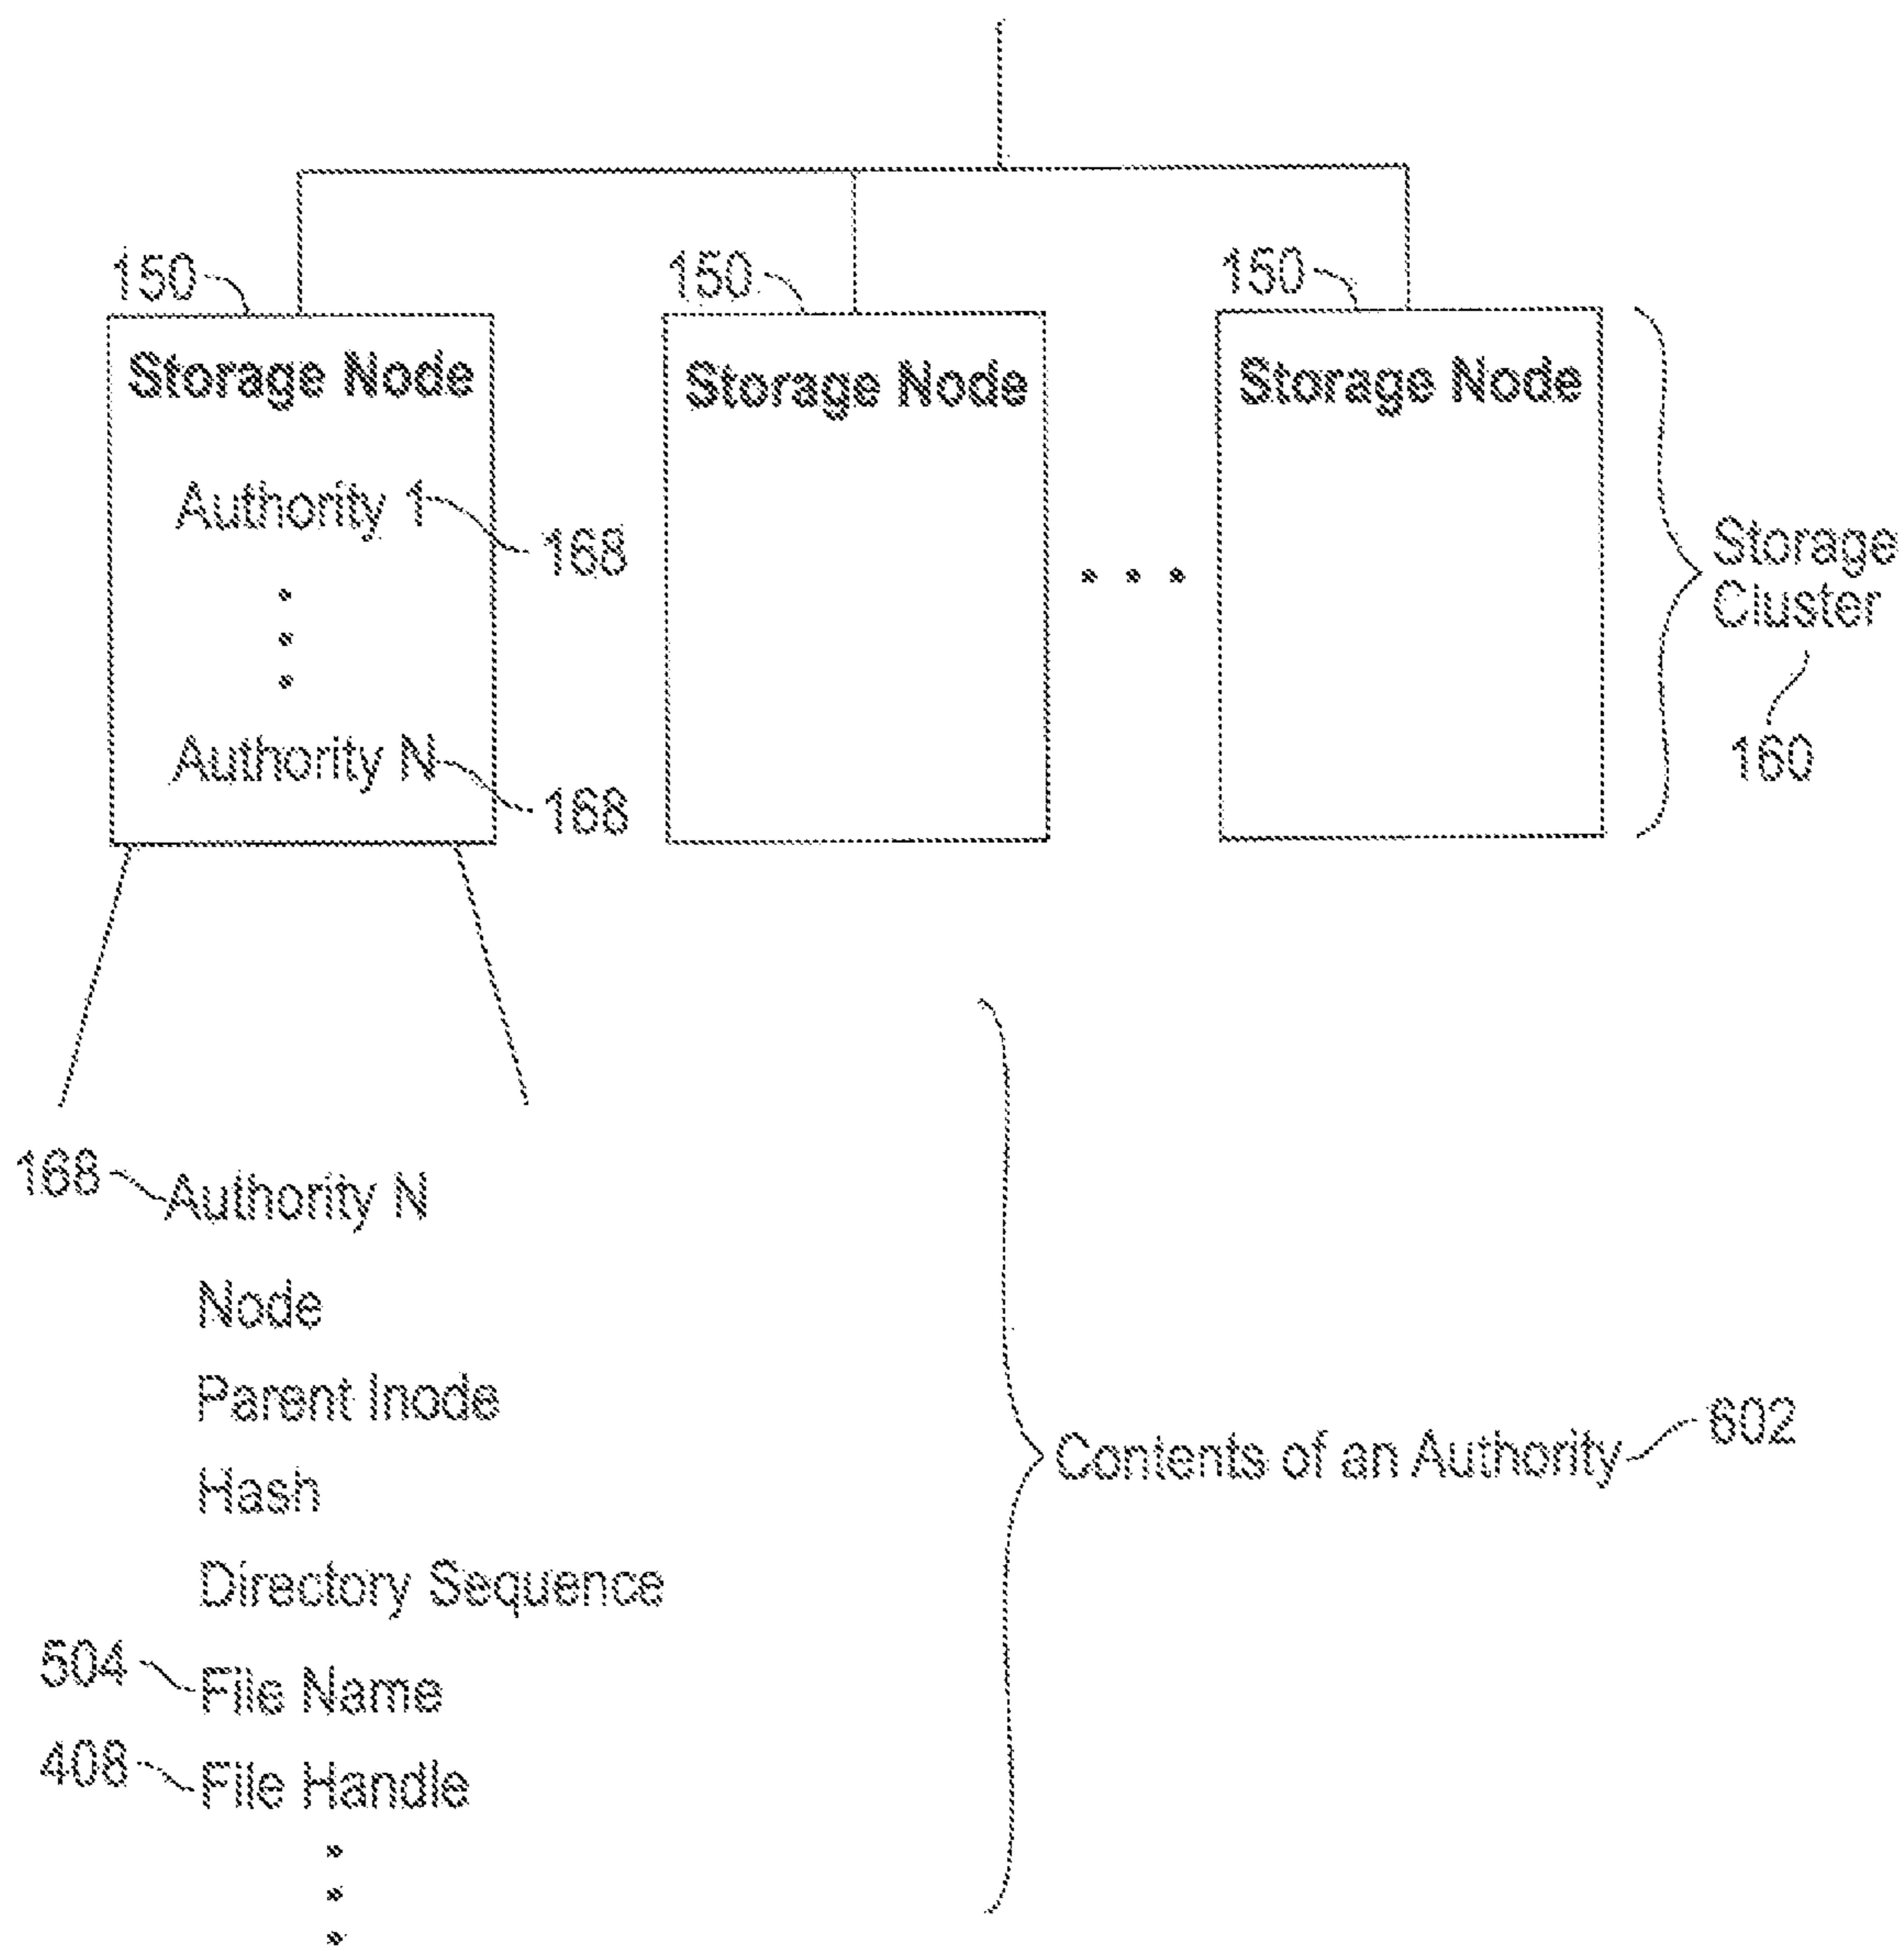 150
150
150
Storage Node
Storage Node
Storage Node
Authority 1
168
Storage
Cluster
160
Authority N
168
168
Authority N
Node
Parent Inode
Hash
Contents of an Authority
602
Directory Sequence
504
File Name
408
File Handle